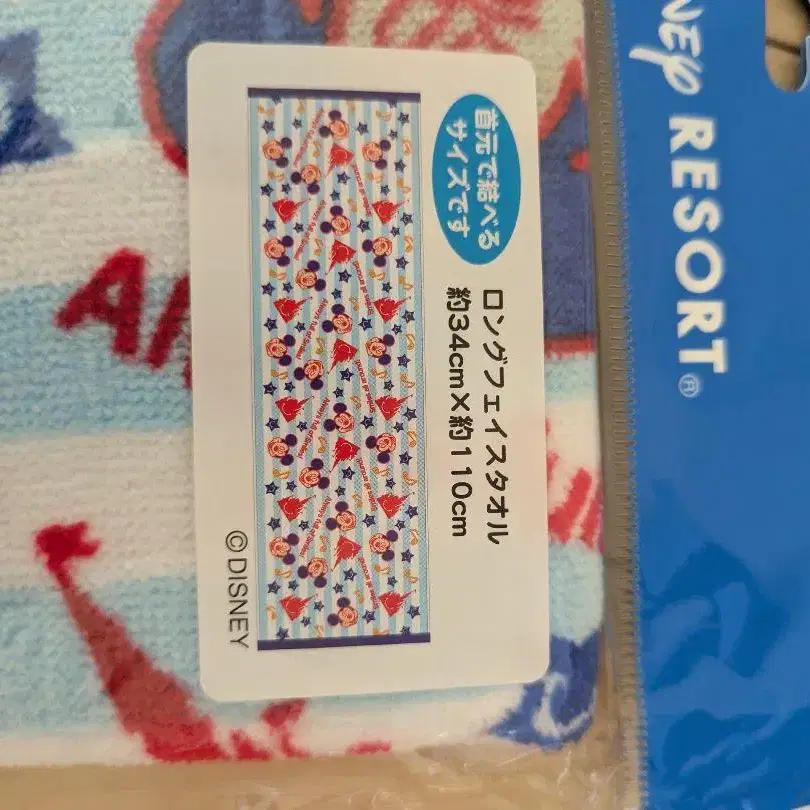 NEY RESORT®
首元で結べる
サイズです
ロングフェイスタオル
約34cm×約110cm
©DISNEY